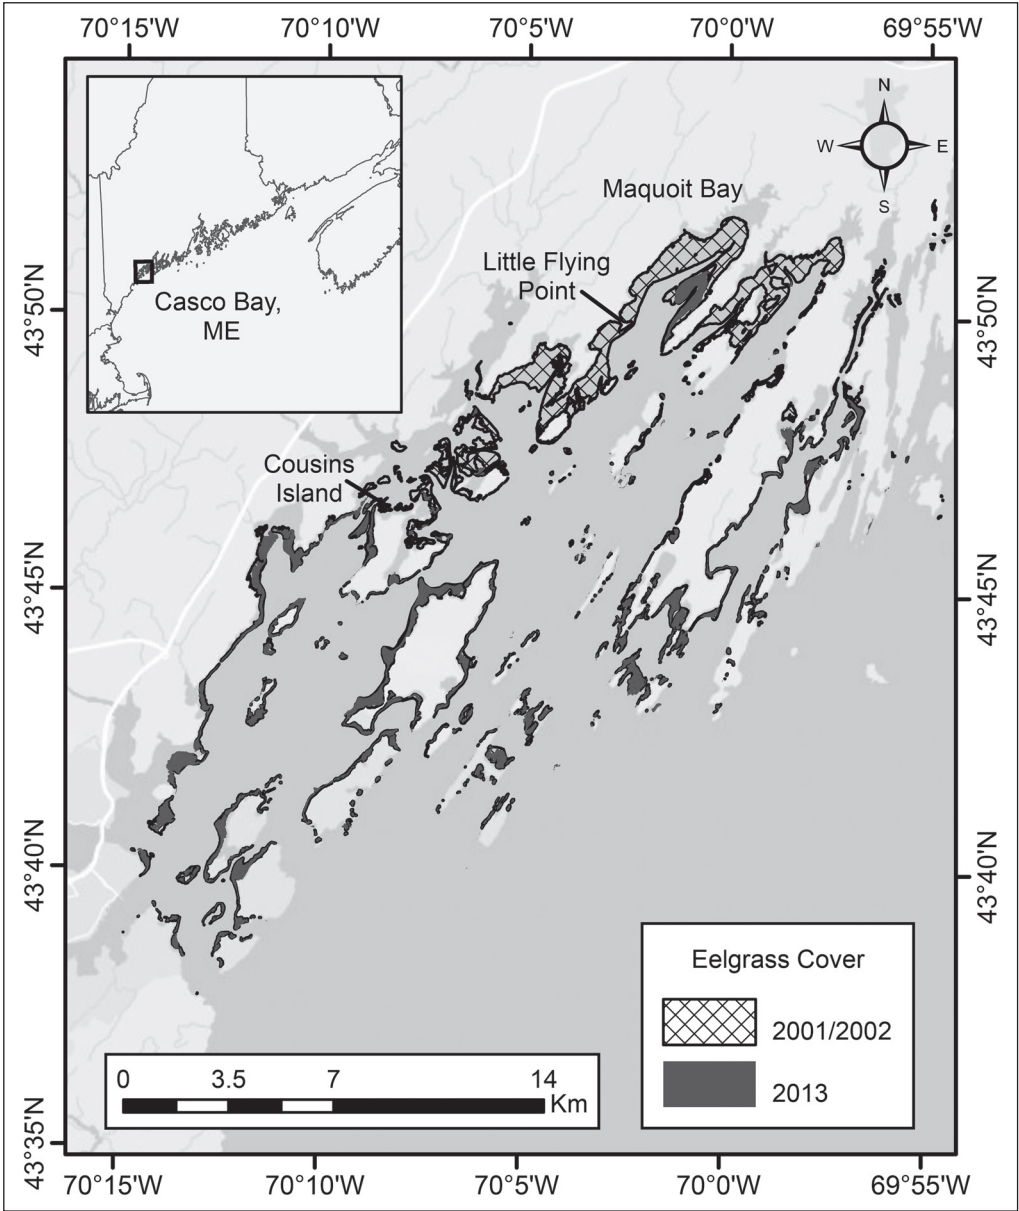 70°15'W 70°10'W 70°5'W 70°0'W 69°55'W
N
W E
S
Maquoit Bay
Little Flying
Point
Casco Bay,
ME
Cousins
Island
43°50'N 43°50'N
43°45'N 43°45'N
43°40'N 43°40'N
43°35'N
Eelgrass Cover
2001/2002
2013
0 3.5 7 14
Km
70°15'W 70°10'W 70°5'W 70°0'W 69°55'W